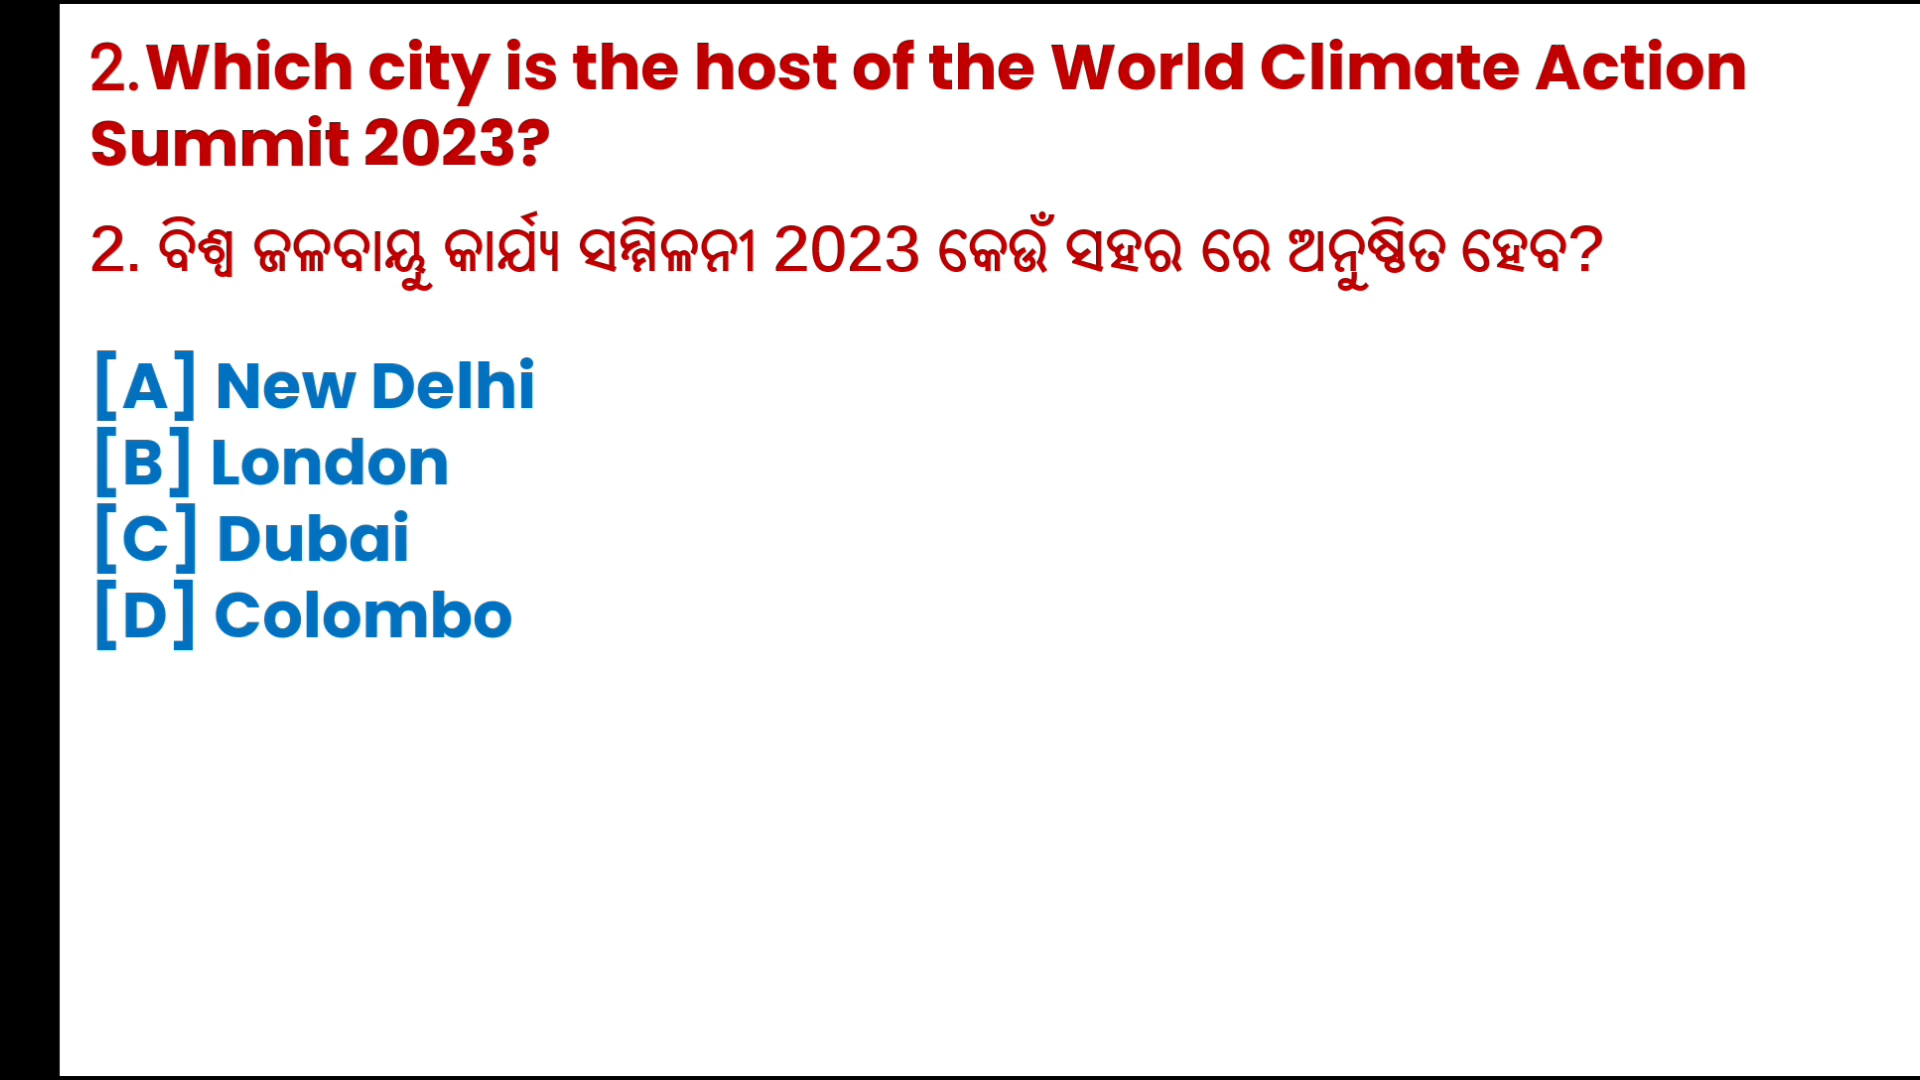 2.Which city is the host of the World Climate Action
Summit 2023?
2. ବିଶ୍ୱ ଜଳବାୟୁ କାର୍ଯ୍ୟ ସମ୍ମିଳନୀ 2023 କେଉଁ ସହର ରେ ଅନୁଷ୍ଠିତ ହେବ?
[A] New Delhi
[B] London
[C] Dubai
[D] Colombo